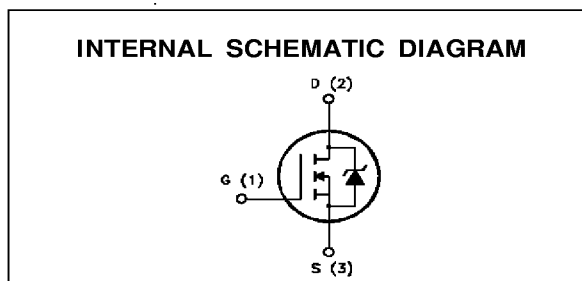 INTERNAL SCHEMATIC DIAGRAM
D (2)
G (1)
S (3)